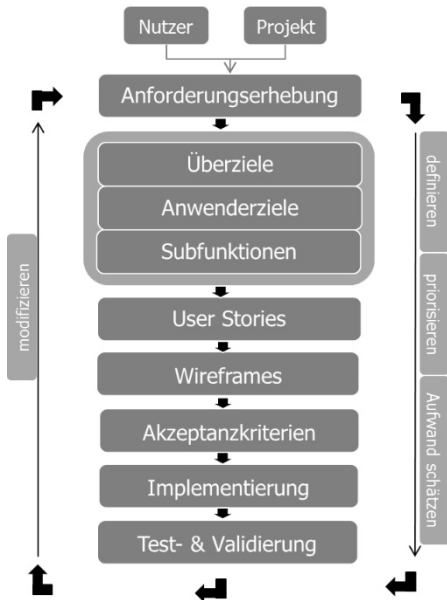 Nutzer
Projekt
Anforderungserhebung
Überziele
Anwenderziele
Subfunktionen
User Stories
Wireframes
Akzeptanzkriterien
Implementierung
Test- & Validierung
modifizieren
definieren
priorisieren
Aufwand schätzen